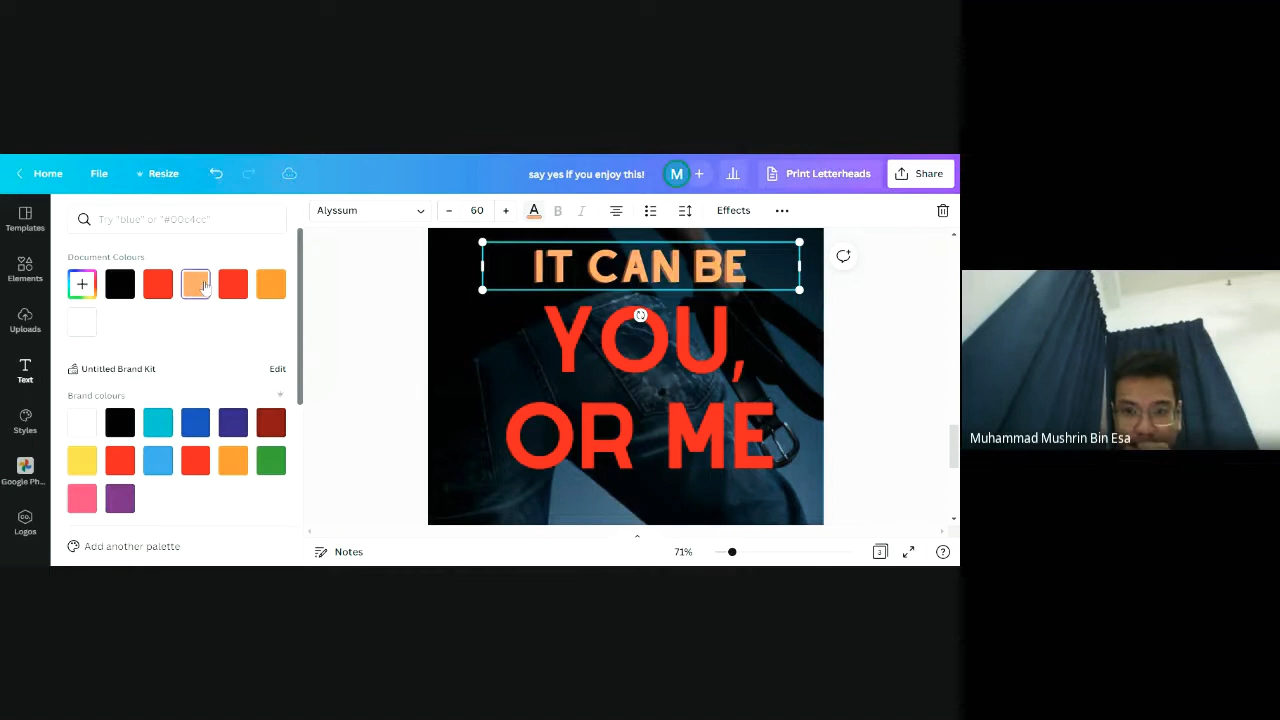 Home
File
Resize
say yes if you enjoy this!
M
Print Letterheads
Share
Templates
Elements
Uploads
Text
Styles
Google Ph...
co.
Logos
Try "blue" or "#00c4cc"
Document Colours
Untitled Brand Kit
Edit
Brand colours
Add another palette
Alyssum
60
A
B
I
Effects
IT CAN BE
YOU,
OR ME
Notes
71%
3
Muhammad Mushrin Bin Esa